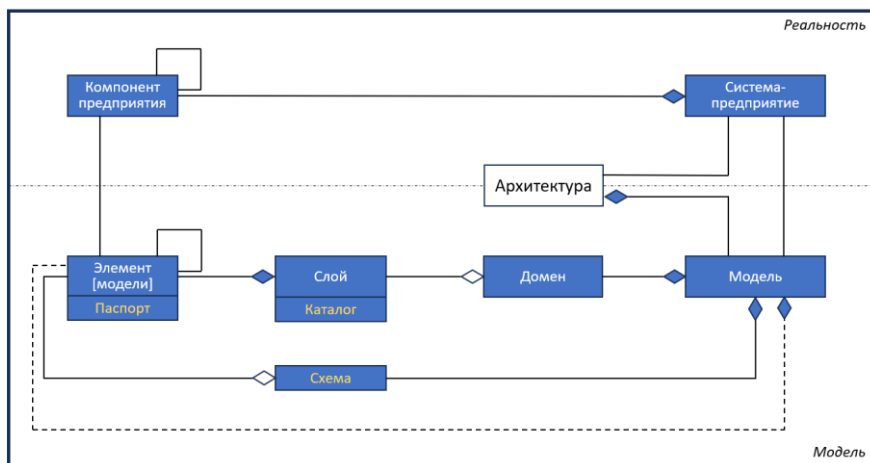 Реальность
Компонент
предприятия
Система-
предприятие
Архитектура
Элемент
[модели]
Паспорт
Слой
Каталог
Домен
Модель
Схема
Модель